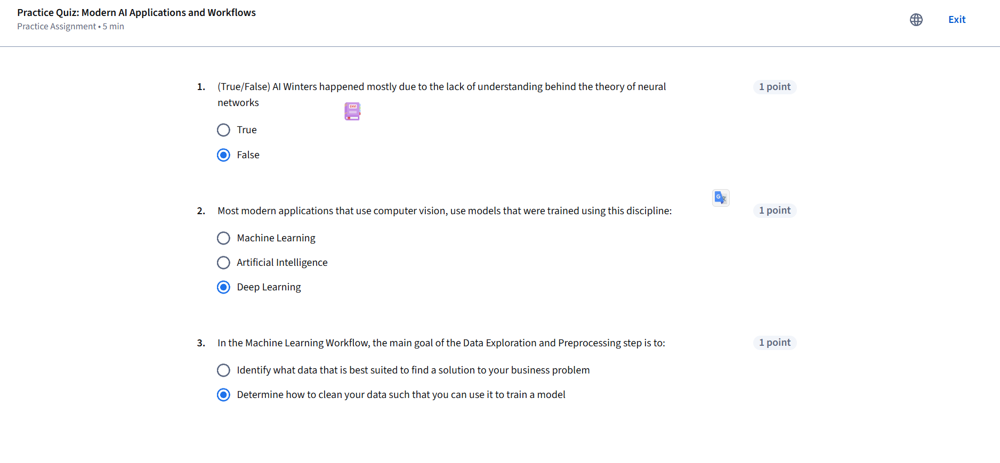 Practice Quiz: Modern AI Applications and Workflows
Practice Assignment • 5 min
Exit
1. (True/False) AI Winters happened mostly due to the lack of understanding behind the theory of neural
networks
1 point
ENVI
True
False
2. Most modern applications that use computer vision, use models that were trained using this discipline:
1 point
Machine Learning
Artificial Intelligence
Deep Learning
3. In the Machine Learning Workflow, the main goal of the Data Exploration and Preprocessing step is to:
1 point
Identify what data that is best suited to find a solution to your business problem
Determine how to clean your data such that you can use it to train a model